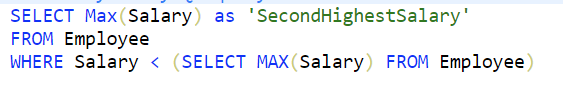 SELECT Max(Salary) as 'SecondHighestSalary'
FROM Employee
WHERE Salary < (SELECT MAX(Salary) FROM Employee)